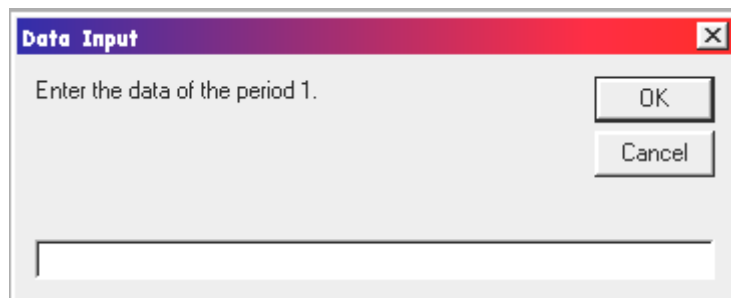 Data Input
Enter the data of the period 1.
OK
Cancel